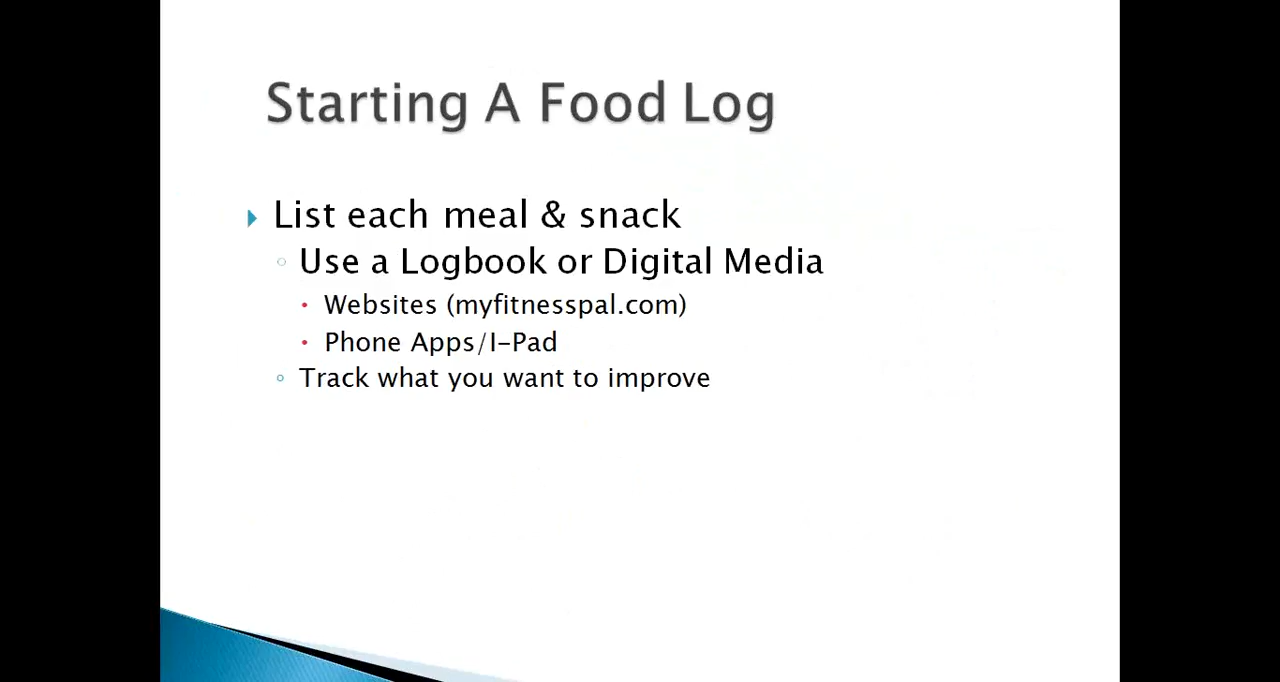 Starting A Food Log
List each meal & snack
Use a Logbook or Digital Media
Websites (myfitnesspal.com)
Phone Apps/I-Pad
Track what you want to improve